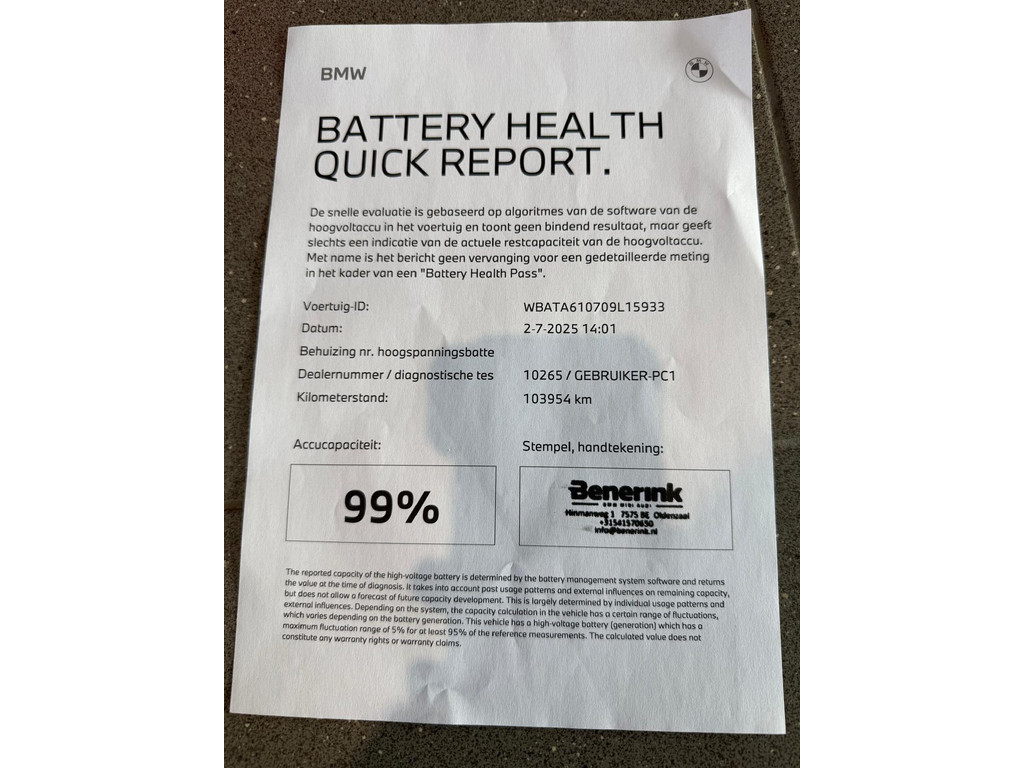 BMW
BATTERY HEALTH
QUICK REPORT.
De snelle evaluatie is gebaseerd op algoritmes van de software van de
hoogvoltaccu in het voertuig en toont geen bindend resultaat, maar geeft
slechts een indicatie van de actuele restcapaciteit van de hoogvoltaccu.
Met name is het bericht geen vervanging voor een gedetailleerde meting
in het kader van een "Battery Health Pass".
Voertuig-ID: WBATA610709L15933
Datum: 2-7-2025 14:01
Behuizing nr. hoogspanningsbatte
Dealernummer / diagnostische tes 10265 / GEBRUIKER-PC1
Kilometerstand: 103954 km
Accucapaciteit: Stempel, handtekening:
99%
Benerink
BMW MINI AUDI
Hinmanweg 1 7575 BE Oldenzaal
+31541570650
info@benerink.nl
The reported capacity of the high-voltage battery is determined by the battery management system software and returns
the value at the time of diagnosis. It takes into account past usage patterns and external influences on remaining capacity,
but does not allow a forecast of future capacity development. This is largely determined by individual usage patterns and
external influences. Depending on the system, the capacity calculation in the vehicle has a certain range of fluctuations,
which varies depending on the battery generation. This vehicle has a high-voltage battery (generation) which has a
maximum fluctuation range of 5% for at least 95% of the reference measurements. The calculated value does not
constitute any warranty rights or warranty claims.